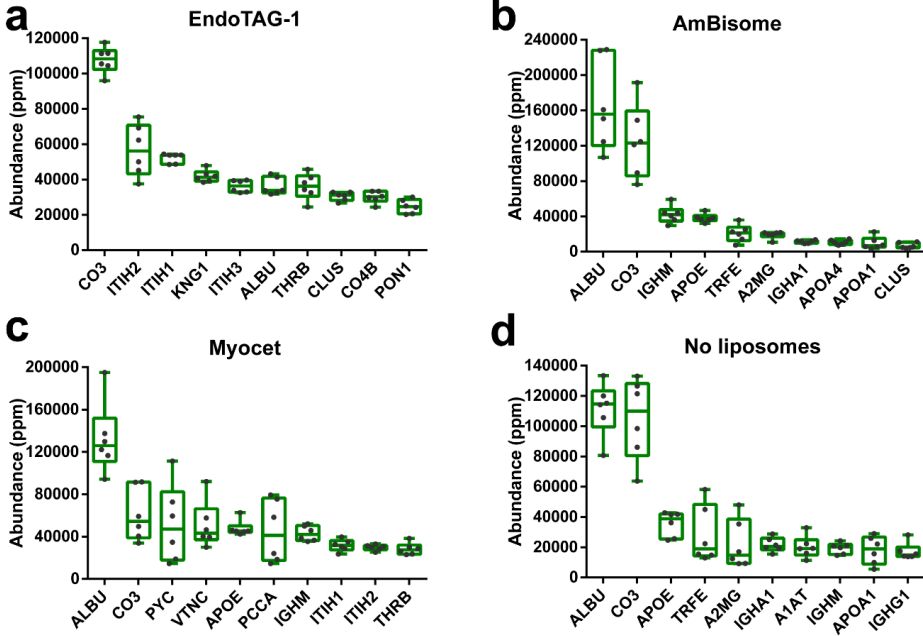 a
EndoTAG-1
Abundance (ppm)
120000
100000
80000
60000
40000
20000
0
CO3
ITIH2
ITIH1
KNG1
ITIH3
ALBU
THRB
CLUS
CO4B
PON1
b
AmBisome
Abundance (ppm)
240000
200000
160000
120000
80000
40000
0
ALBU
CO3
IGHM
APOE
TRFE
A2MG
IGHA1
APOA4
APOA1
CLUS
c
Myocet
Abundance (ppm)
200000
160000
120000
80000
40000
0
ALBU
CO3
PYC
VTNC
APOE
PCCA
IGHM
ITIH1
ITIH2
THRB
d
No liposomes
Abundance (ppm)
140000
120000
100000
80000
60000
40000
20000
0
ALBU
CO3
APOE
TRFE
A2MG
IGHA1
A1AT
IGHM
APOA1
IGHG1